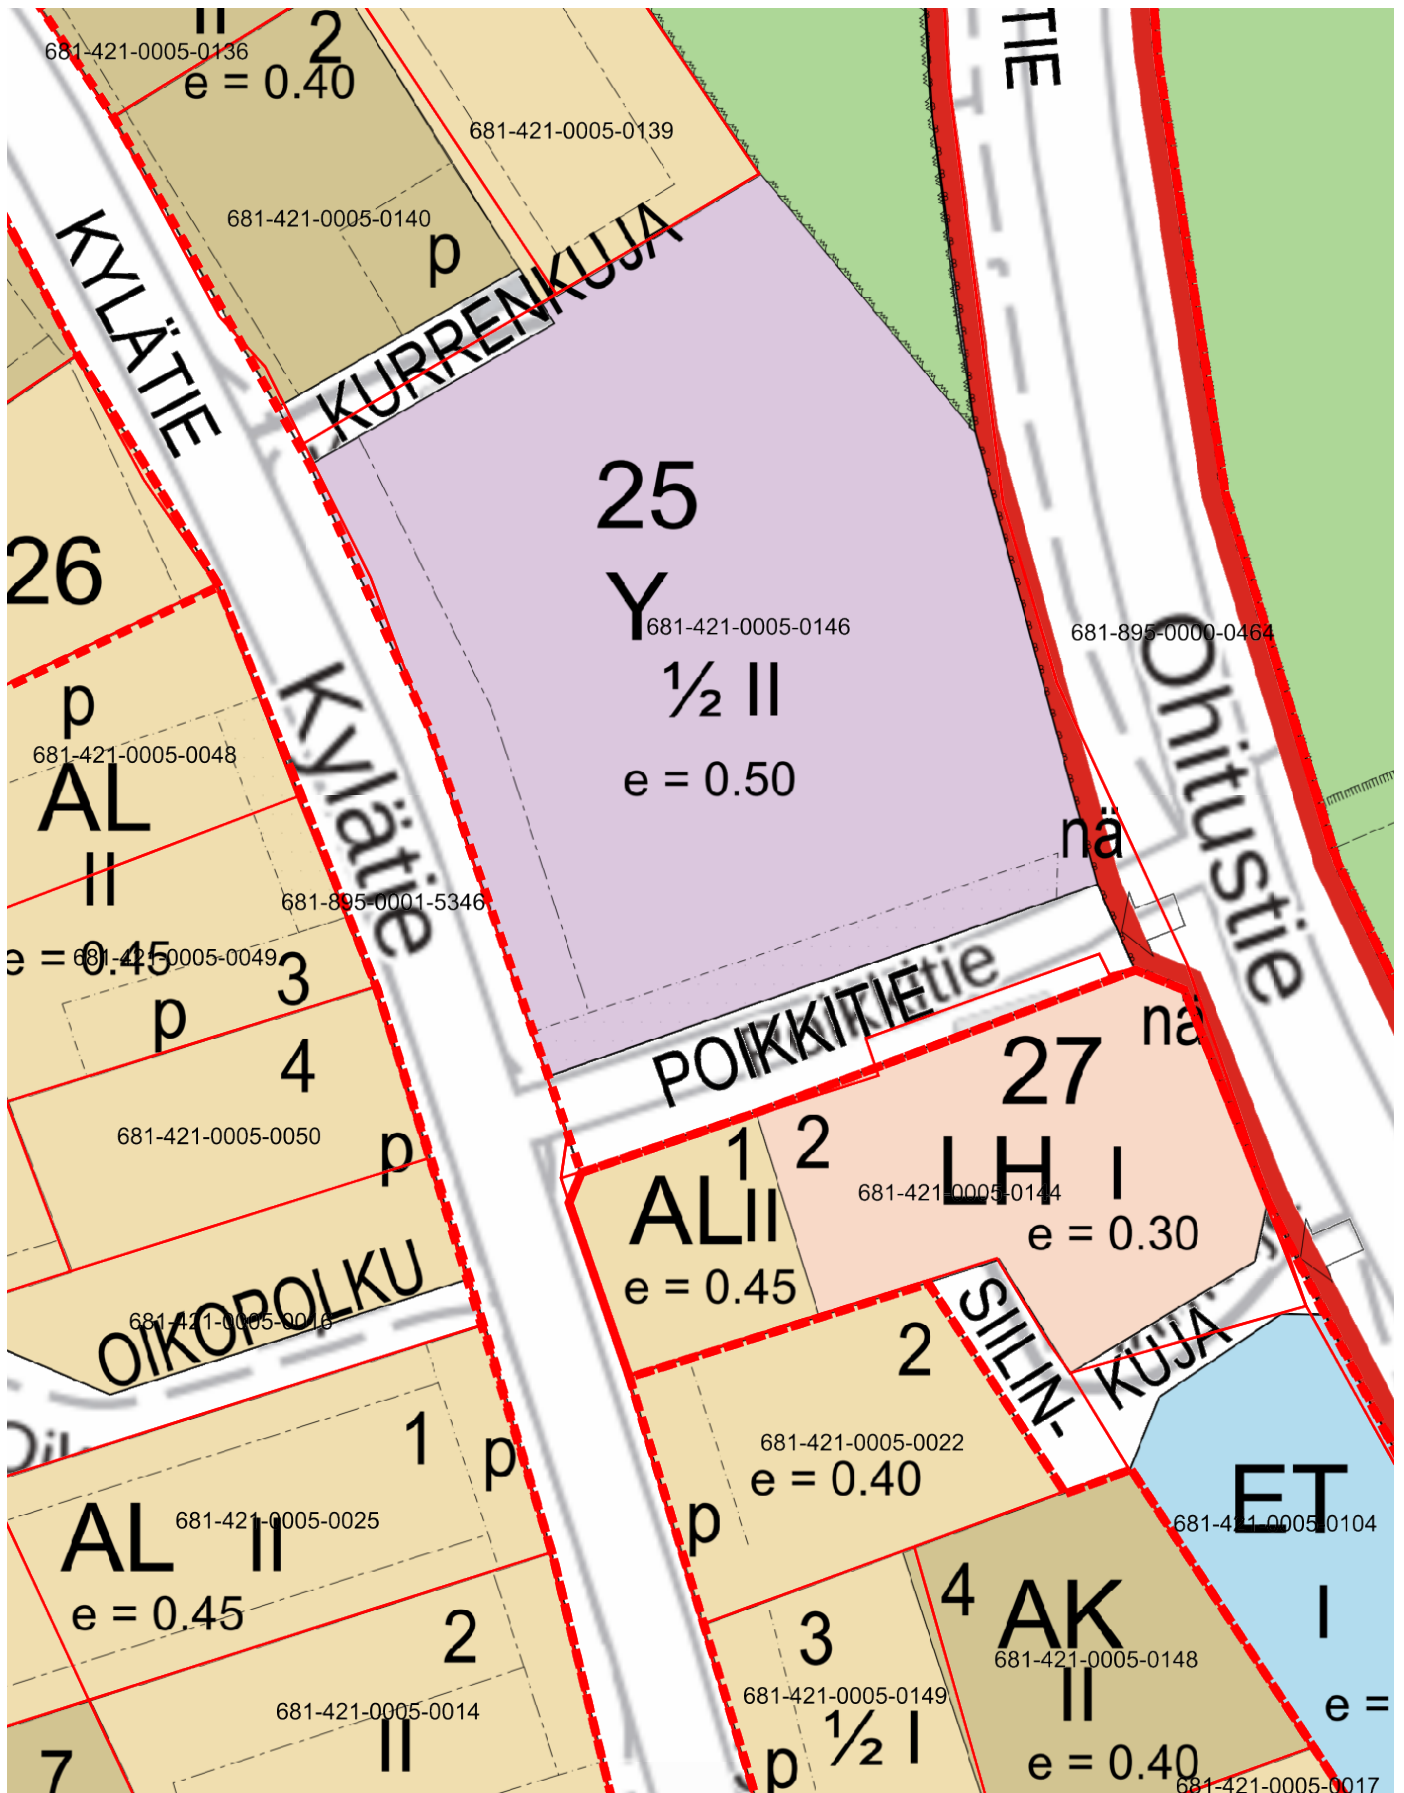 II
2
681-421-0005-0136
e = 0.40
TIE
681-421-0005-0139
681-421-0005-0140
p
KYLÄTIE
KURRENKUJA
25
26
Y
681-421-0005-0146
½ II
e = 0.50
681-895-0000-0464
Ohitustie
p
681-421-0005-0048
AL
II
Kylätie
nä
681-895-0001-5346
e = 0.45
681-421-0005-0049
3
p
Poikkitie
POIKKITIE
nä
27
4
681-421-0005-0050
p
1
2
AL II
LH I
681-421-0005-0144
e = 0.30
e = 0.45
OIKOPOLKU
681-421-0005-0016
SIILIN-
KUJA
2
1
p
681-421-0005-0022
e = 0.40
p
AL II
681-421-0005-0025
e = 0.45
ET
681-421-0005-0104
I
e =
4
AK
681-421-0005-0148
II
e = 0.40
3
681-421-0005-0149
½ I
p
2
681-421-0005-0014
II
7
681-421-0005-0017